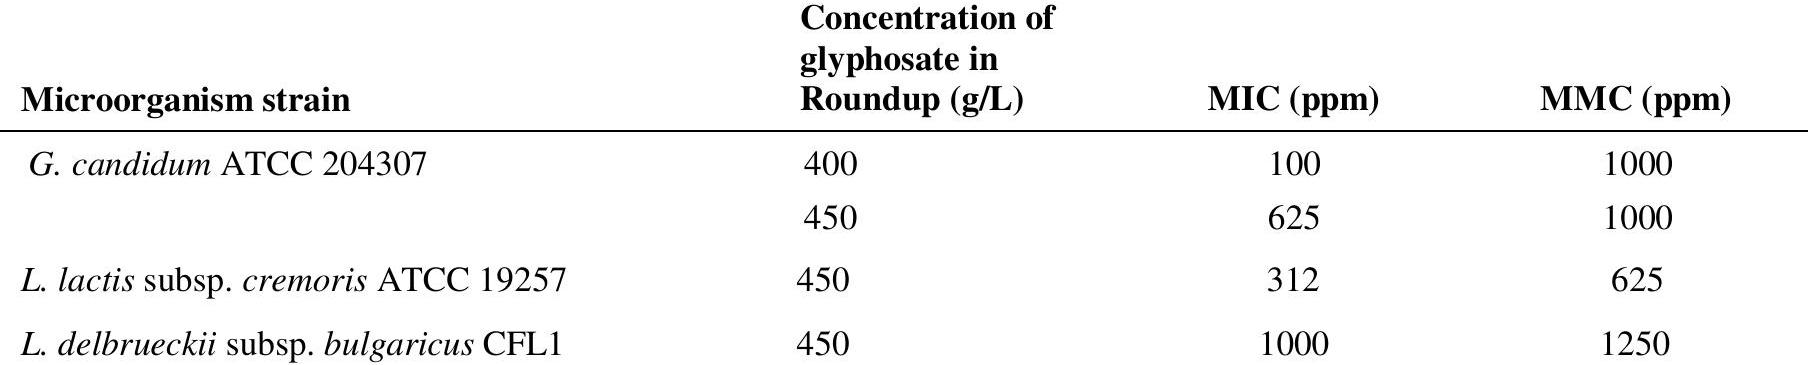 Concentration of
glyphosate in
Microorganism strain Roundup (g/L) MIC (ppm) MMC (ppm)
G. candidum ATCC 204307 400 100 1000
450 625 1000
L. lactis subsp. cremoris ATCC 19257 450 312 625
L. delbrueckii subsp. bulgaricus CFL1 450 1000 1250